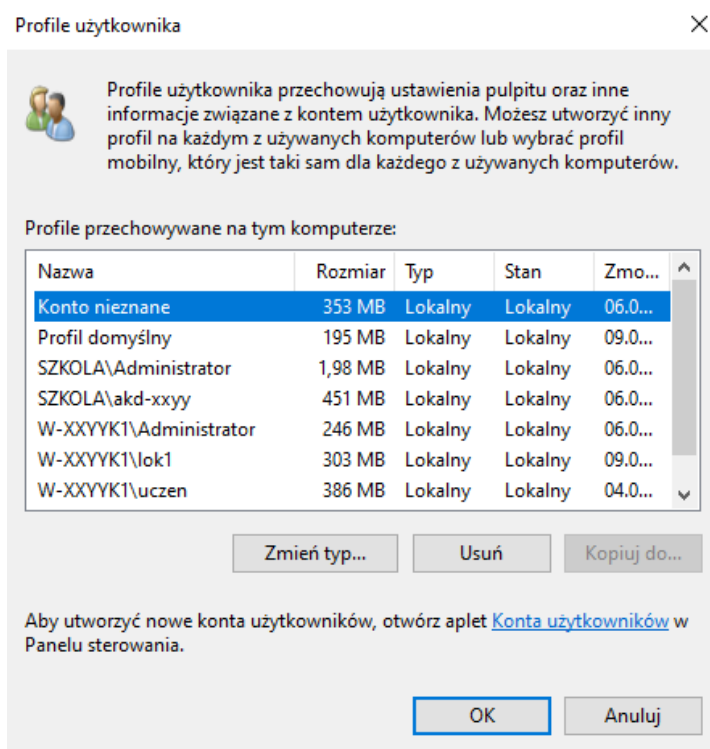 Profile użytkownika
Profile użytkownika przechowują ustawienia pulpitu oraz inne
informacje związane z kontem użytkownika. Możesz utworzyć inny
profil na każdym z używanych komputerów lub wybrać profil
mobilny, który jest taki sam dla każdego z używanych komputerów.
Profile przechowywane na tym komputerze:
Nazwa Rozmiar Typ Stan Zmo...
Konto nieznane 353 MB Lokalny Lokalny 06.0...
Profil domyślny 195 MB Lokalny Lokalny 09.0...
SZKOLA\Administrator 1,98 MB Lokalny Lokalny 06.0...
SZKOLA\akd-xxyy 451 MB Lokalny Lokalny 06.0...
W-XXYYK1\Administrator 246 MB Lokalny Lokalny 06.0...
W-XXYYK1\lok1 303 MB Lokalny Lokalny 09.0...
W-XXYYK1\uczen 386 MB Lokalny Lokalny 04.0...
Zmień typ... Usuń Kopiuj do...
Aby utworzyć nowe konta użytkowników, otwórz aplet Konta użytkowników w
Panelu sterowania.
OK Anuluj